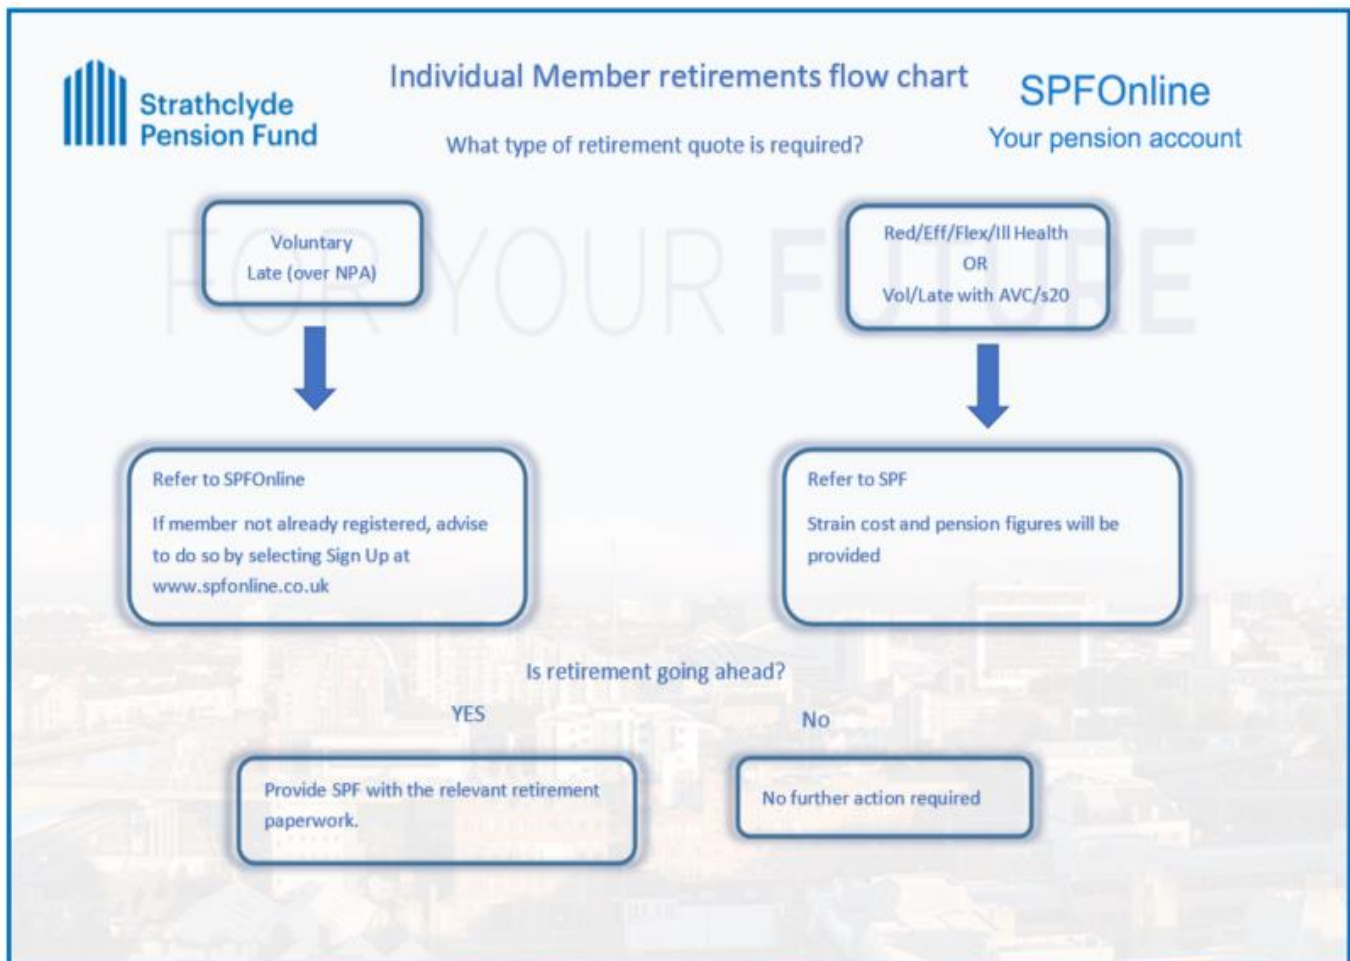 Strathclyde
Pension Fund
Individual Member retirements flow chart
What type of retirement quote is required?
SPFOnline
Your pension account
FOR YOUR FUTURE
Voluntary
Late (over NPA)
Red/Eff/Flex/Ill Health
OR
Vol/Late with AVC/s20
Refer to SPFOnline
If member not already registered, advise
to do so by selecting Sign Up at
www.spfonline.co.uk
Refer to SPF
Strain cost and pension figures will be
provided
Is retirement going ahead?
YES
No
Provide SPF with the relevant retirement
paperwork.
No further action required